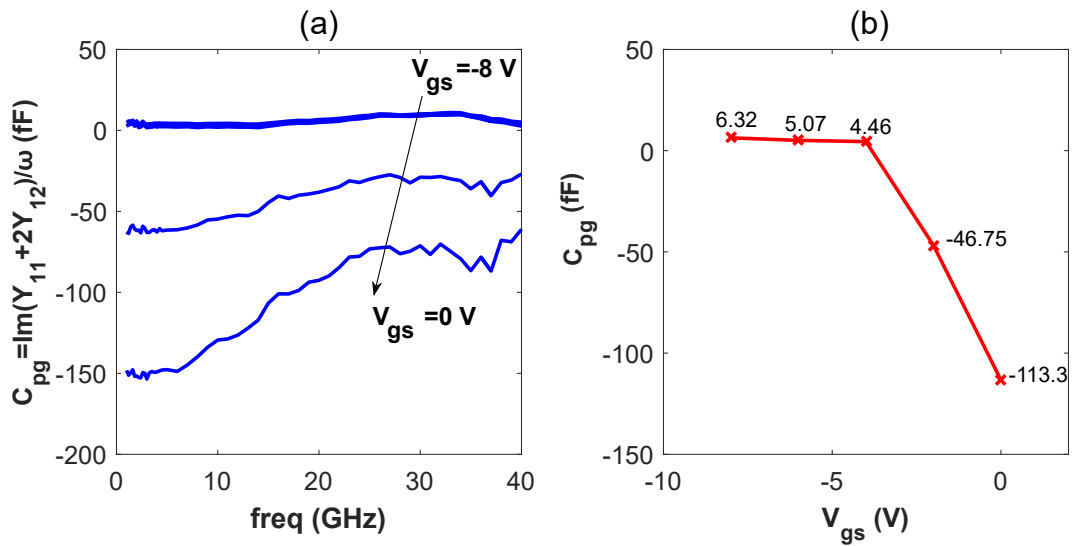 (a)
C_pg=Im(Y_11+2Y_12)/ω (fF)
50
0
-50
-100
-150
-200
V_gs=-8 V
V_gs =0 V
0 10 20 30 40
freq (GHz)
(b)
C_pg (fF)
50
0
-50
-100
-150
6.32
5.07
4.46
-46.75
-113.3
-10 -5 0
V_gs (V)